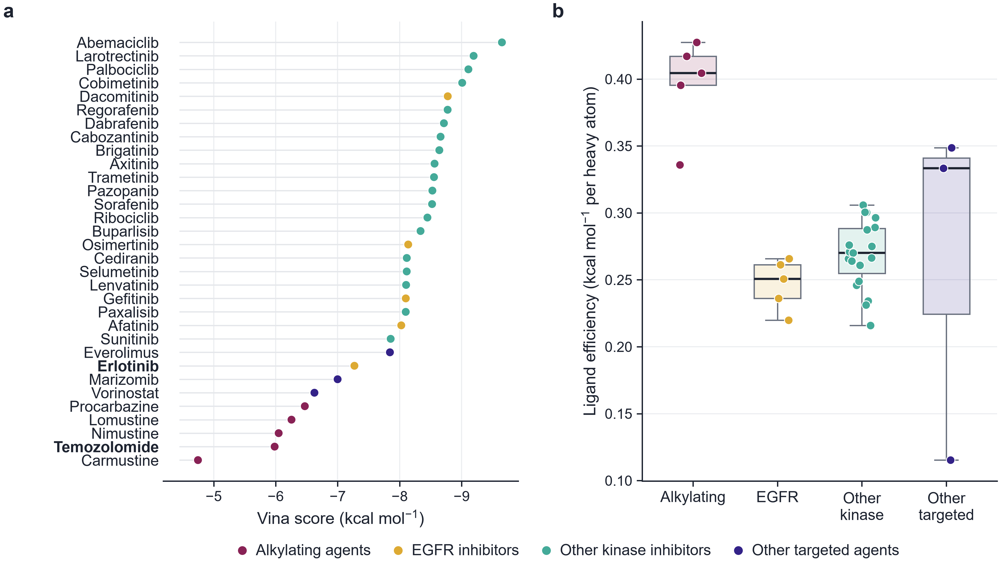 a
Abemaciclib
Larotrectinib
Palbociclib
Cobimetinib
Dacomitinib
Regorafenib
Dabrafenib
Cabozantinib
Brigatinib
Axitinib
Trametinib
Pazopanib
Sorafenib
Ribociclib
Buparlisib
Osimertinib
Cediranib
Selumetinib
Lenvatinib
Gefitinib
Paxalisib
Afatinib
Sunitinib
Everolimus
Erlotinib
Marizomib
Vorinostat
Procarbazine
Lomustine
Nimustine
Temozolomide
Carmustine
−5 −6 −7 −8 −9
Vina score (kcal mol⁻¹)
b
Ligand efficiency (kcal mol⁻¹ per heavy atom)
0.40
0.35
0.30
0.25
0.20
0.15
0.10
Alkylating EGFR Other kinase Other targeted
Alkylating agents EGFR inhibitors Other kinase inhibitors Other targeted agents